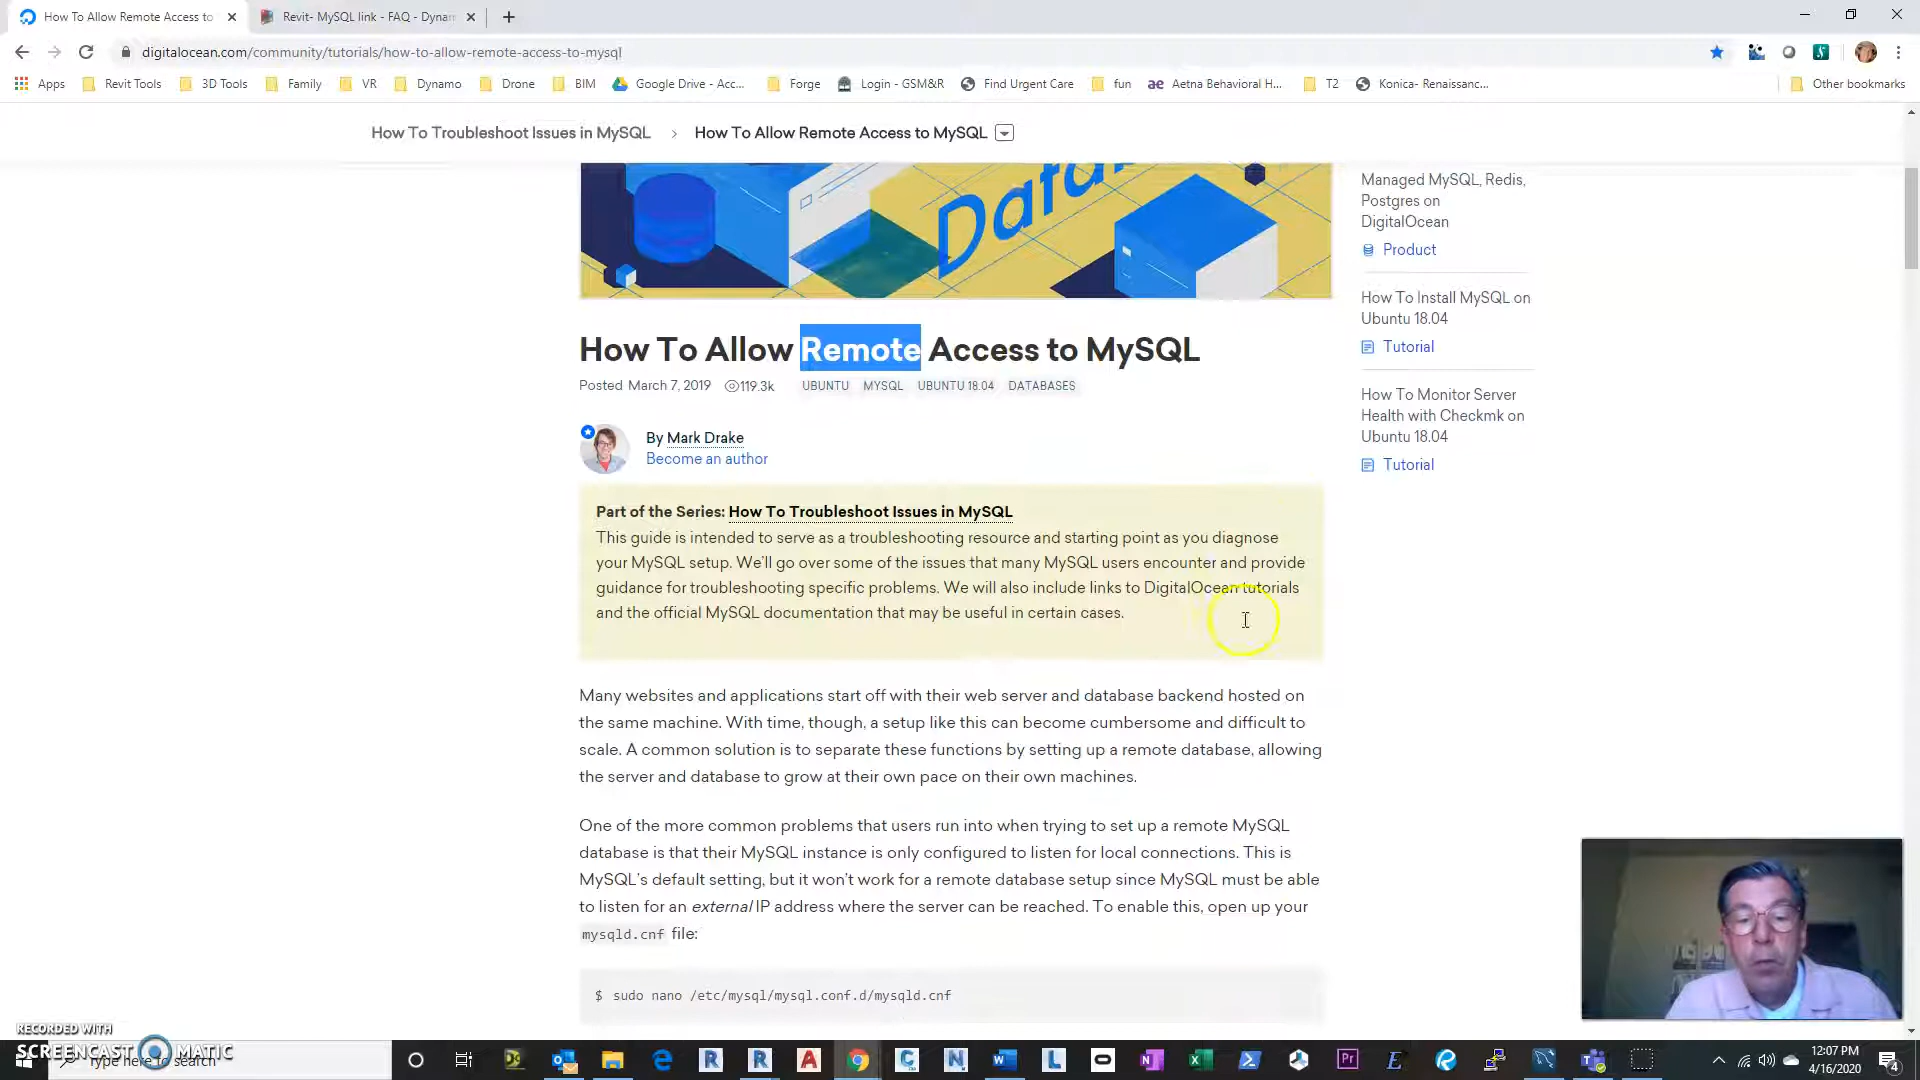 How To Allow Remote Access to
Revit- MySQL link - FAQ - Dynam
digitalocean.com/community/tutorials/how-to-allow-remote-access-to-mysql
Apps
Revit Tools
3D Tools
Family
VR
Dynamo
Drone
BIM
Google Drive - Acc...
Forge
Login - GSM&R
Find Urgent Care
fun
Aetna Behavioral H...
T2
Konica- Renaissanc...
Other bookmarks
How To Troubleshoot Issues in MySQL > How To Allow Remote Access to MySQL
How To Allow Remote Access to MySQL
Posted March 7, 2019 119.3k UBUNTU MYSQL UBUNTU 18.04 DATABASES
By Mark Drake
Become an author
Part of the Series: How To Troubleshoot Issues in MySQL
This guide is intended to serve as a troubleshooting resource and starting point as you diagnose
your MySQL setup. We'll go over some of the issues that many MySQL users encounter and provide
guidance for troubleshooting specific problems. We will also include links to DigitalOcean tutorials
and the official MySQL documentation that may be useful in certain cases.
Many websites and applications start off with their web server and database backend hosted on
the same machine. With time, though, a setup like this can become cumbersome and difficult to
scale. A common solution is to separate these functions by setting up a remote database, allowing
the server and database to grow at their own pace on their own machines.
One of the more common problems that users run into when trying to set up a remote MySQL
database is that their MySQL instance is only configured to listen for local connections. This is
MySQL's default setting, but it won't work for a remote database setup since MySQL must be able
to listen for an external IP address where the server can be reached. To enable this, open up your
mysqld.cnf file:
$ sudo nano /etc/mysql/mysql.conf.d/mysqld.cnf
Managed MySQL, Redis,
Postgres on
DigitalOcean
Product
How To Install MySQL on
Ubuntu 18.04
Tutorial
How To Monitor Server
Health with Checkmk on
Ubuntu 18.04
Tutorial
RECORDED WITH
SCREENCAST MATIC
Type here to search
12:07 PM
4/16/2020
4